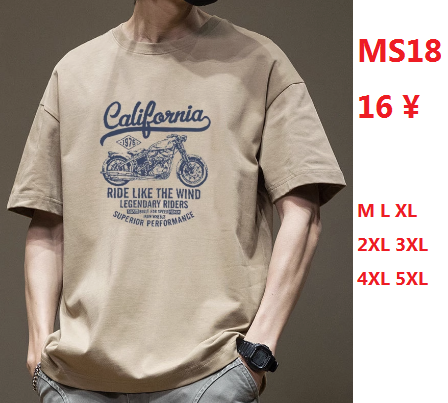 California
1976
RIDE LIKE THE WIND
LEGENDARY RIDERS
SUPERIOR PERFORMANCE
MS18
16 ¥
M L XL
2XL 3XL
4XL 5XL